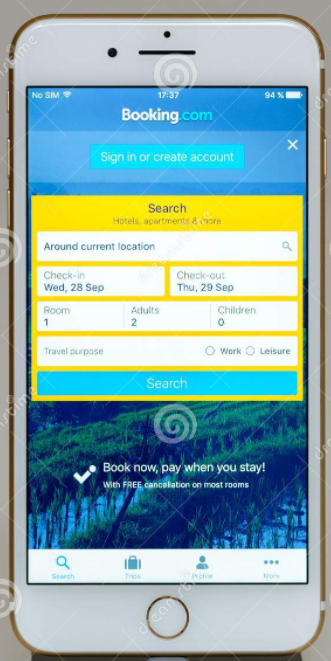 No SIM 17:37 94 %
Booking.com
Sign in or create account
Search
Hotels, apartments & more
Around current location
Check-in Check-out
Wed, 28 Sep Thu, 29 Sep
Room Adults Children
1 2 0
Travel purpose Work Leisure
Search
Book now, pay when you stay!
With FREE cancellation on most rooms
Search Trips Profile More
dreamstime